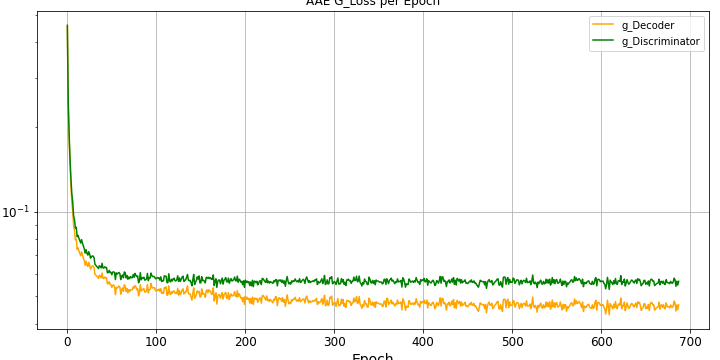 AAE G_Loss per Epoch
g_Decoder
g_Discriminator
10⁻¹
0 100 200 300 400 500 600 700
Epoch